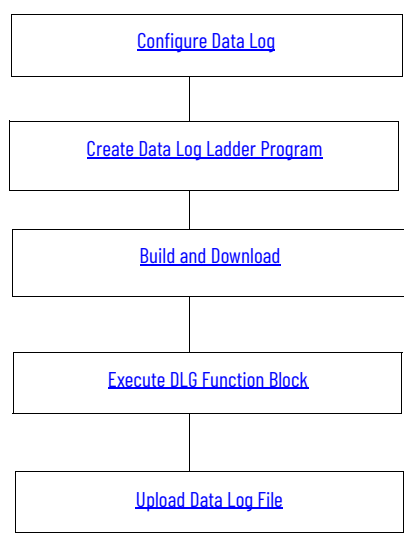 Configure Data Log
Create Data Log Ladder Program
Build and Download
Execute DLG Function Block
Upload Data Log File